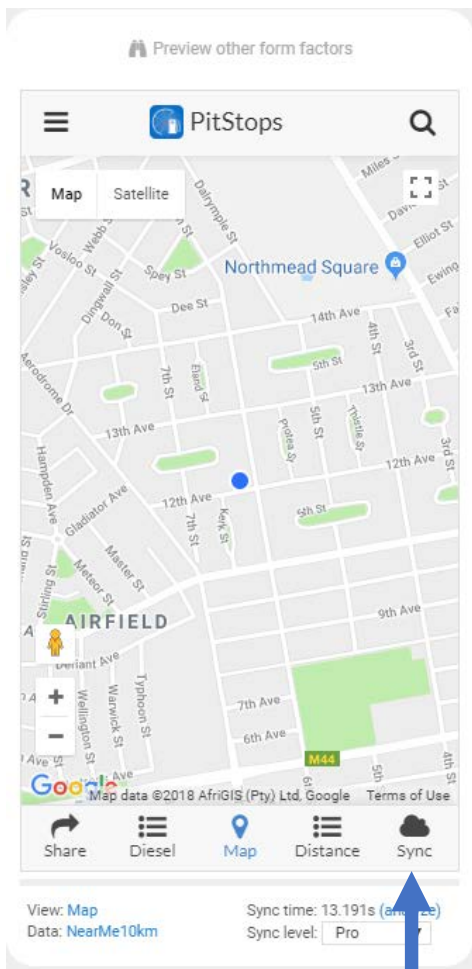 Preview other form factors
PitStops
Map Satellite
Miles
Dalrymple St
Elliot St
Vosloo St
Webb St
Spey St
Northmead Square
Ewing
Dingwall St
Don St
Dee St
14th Ave
4th St
3rd St
Aerodrome Dr
7th St
Eland St
5th St
13th Ave
13th Ave
5th St
Thistle Sy
Protea Sy
3rd St
Hampden Ave
12th Ave
12th Ave
Gladiator Ave
7th St
Kerk St
5th St
Master St
Meteor St
Stirling St
AIRFIELD
9th Ave
Typhoon St
Warwick St
Wellington St
7th Ave
6th Ave
M44
5th
4th St
Google
Map data ©2018 AfriGIS (Pty) Ltd, Google Terms of Use
Share Diesel Map Distance Sync
View: Map Sync time: 13.191s
Data: NearMe10km Sync level: Pro